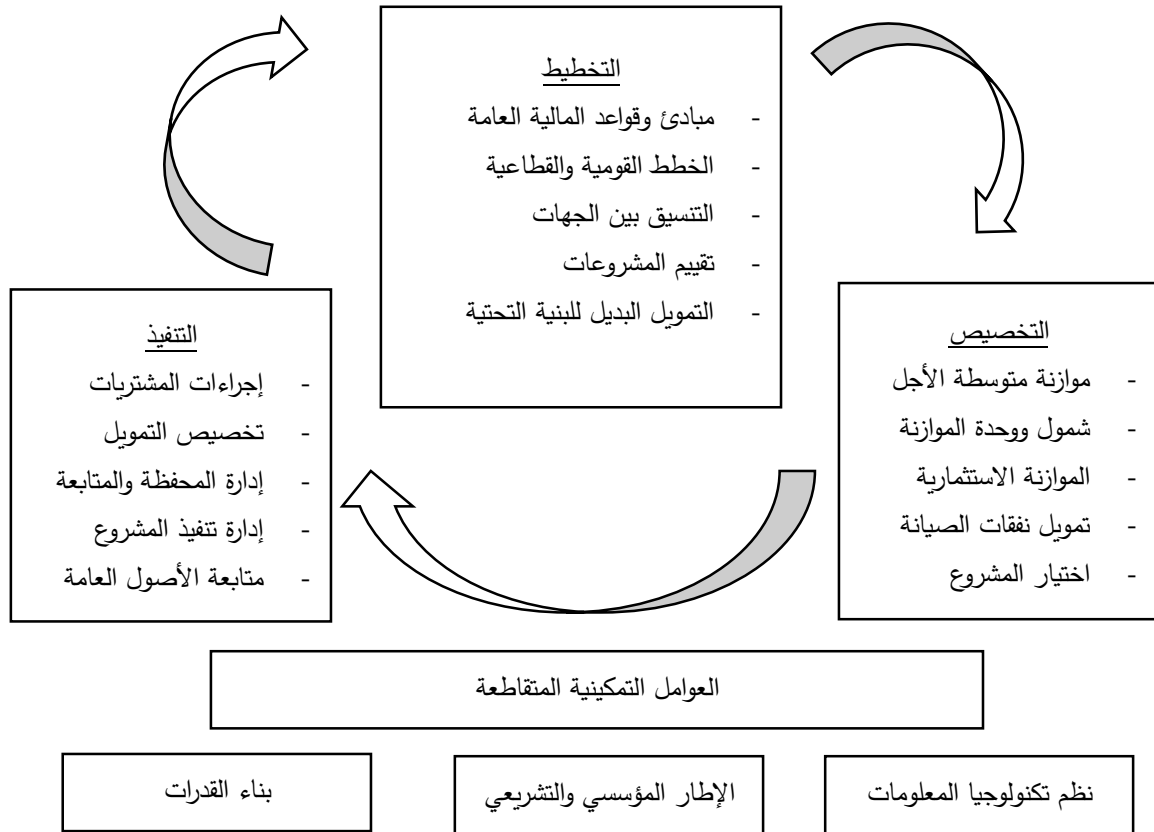 التخطيط
- مبادئ وقواعد المالية العامة
- الخطط القومية والقطاعية
- التنسيق بين الجهات
- تقييم المشروعات
- التمويل البديل للبنية التحتية
التخصيص
- موازنة متوسطة الأجل
- شمول ووحدة الموازنة
- الموازنة الاستثمارية
- تمويل نفقات الصيانة
- اختيار المشروع
التنفيذ
- إجراءات المشتريات
- تخصيص التمويل
- إدارة المحفظة والمتابعة
- إدارة تنفيذ المشروع
- متابعة الأصول العامة
العوامل التمكينية المتقاطعة
نظم تكنولوجيا المعلومات
الإطار المؤسسي والتشريعي
بناء القدرات